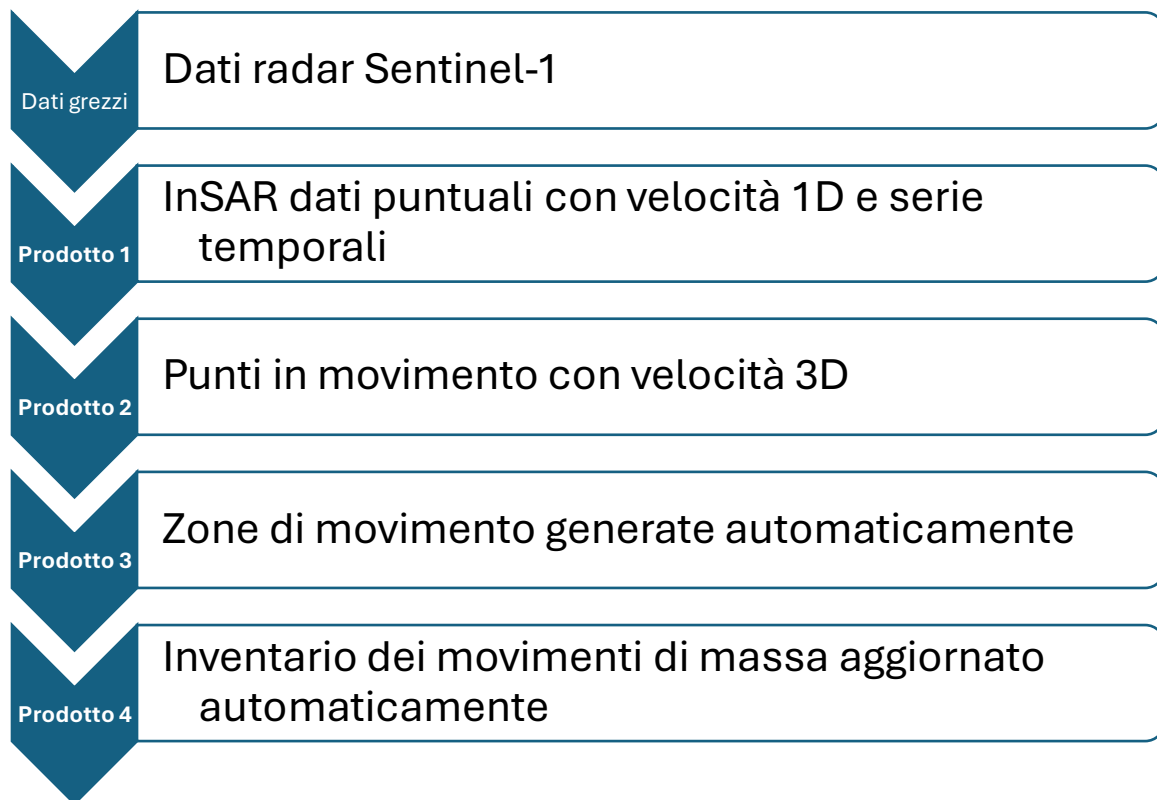 Dati grezzi
Dati radar Sentinel-1
Prodotto 1
InSAR dati puntuali con velocità 1D e serie
temporali
Prodotto 2
Punti in movimento con velocità 3D
Prodotto 3
Zone di movimento generate automaticamente
Prodotto 4
Inventario dei movimenti di massa aggiornato
automaticamente